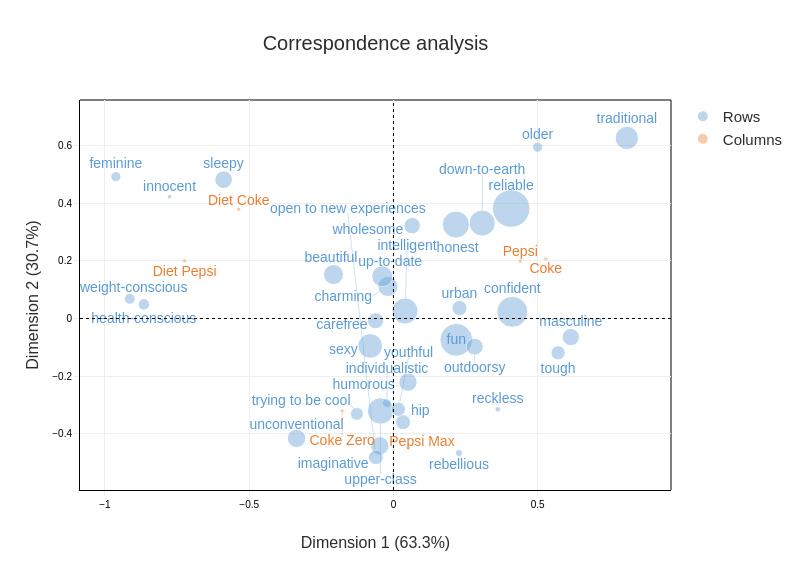 Correspondence analysis
Rows
Columns
traditional
older
feminine
sleepy
down-to-earth
innocent
reliable
Diet Coke
open to new experiences
wholesome
intelligent
honest
Pepsi
beautiful
up-to-date
Coke
Diet Pepsi
weight-conscious
charming
urban
confident
health-conscious
carefree
masculine
fun
sexy
youthful
individualistic
outdoorsy
tough
humorous
trying to be cool
hip
reckless
unconventional
Coke Zero
Pepsi Max
imaginative
rebellious
upper-class
0.6
0.4
0.2
0
−0.2
−0.4
−1
−0.5
0
0.5
Dimension 1 (63.3%)
Dimension 2 (30.7%)